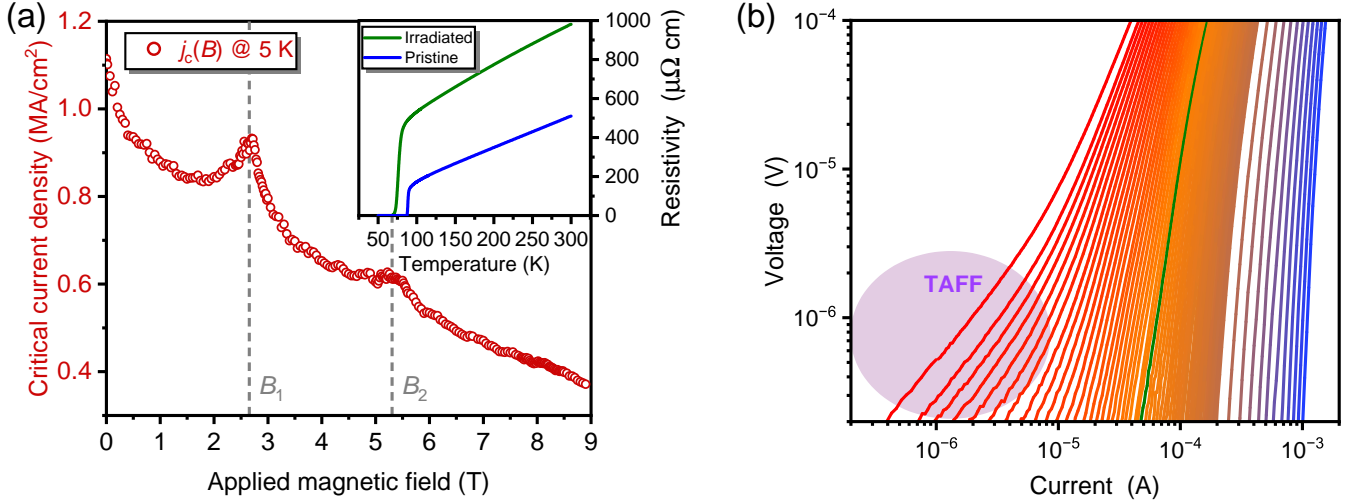 (a)
1.2
1.0
0.8
0.6
0.4
Critical current density (MA/cm²)
j_c(B) @ 5 K
Irradiated
Pristine
1000
800
600
400
200
0
Resistivity (μΩ cm)
50 100 150 200 250 300
Temperature (K)
B₁
B₂
0 1 2 3 4 5 6 7 8 9
Applied magnetic field (T)
(b)
10⁻⁴
10⁻⁵
10⁻⁶
Voltage (V)
TAFF
10⁻⁶ 10⁻⁵ 10⁻⁴ 10⁻³
Current (A)